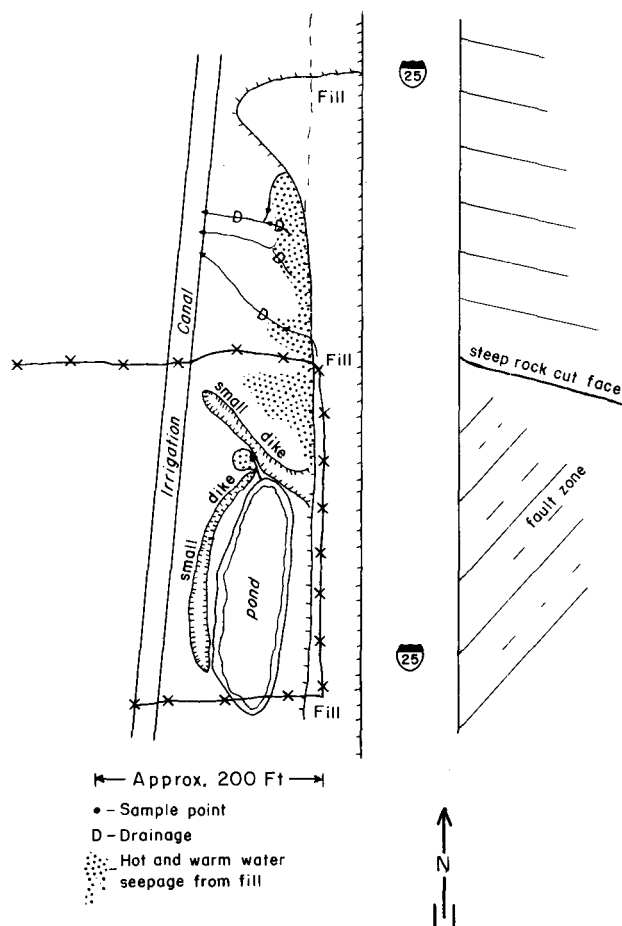 25
Fill
D
D
D
Canal
D
Fill
steep rock cut face
small
dike
Irrigation
dike
fault zone
small
pond
25
Fill
Approx. 200 Ft
• - Sample point
D - Drainage
- Hot and warm water
seepage from fill
N